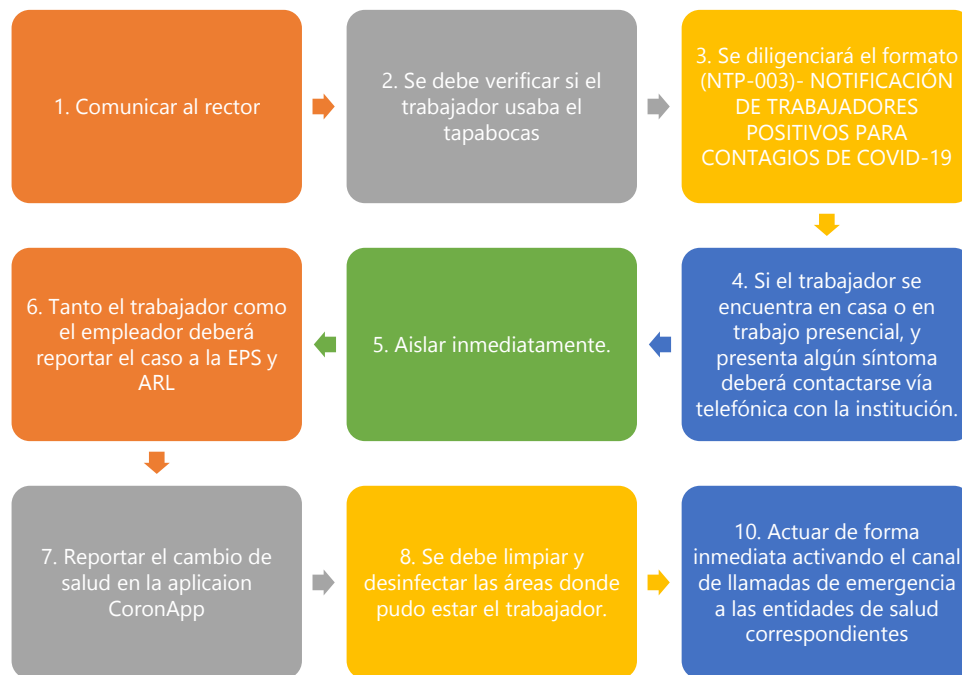 1. Comunicar al rector
2. Se debe verificar si el
trabajador usaba el
tapabocas
3. Se diligenciará el formato
(NTP-003)- NOTIFICACIÓN
DE TRABAJADORES
POSITIVOS PARA
CONTAGIOS DE COVID-19
4. Si el trabajador se
encuentra en casa o en
trabajo presencial, y
presenta algún síntoma
deberá contactarse vía
telefónica con la institución.
5. Aislar inmediatamente.
6. Tanto el trabajador como
el empleador deberá
reportar el caso a la EPS y
ARL
7. Reportar el cambio de
salud en la aplicaion
CoronApp
8. Se debe limpiar y
desinfectar las áreas donde
pudo estar el trabajador.
10. Actuar de forma
inmediata activando el canal
de llamadas de emergencia
a las entidades de salud
correspondientes